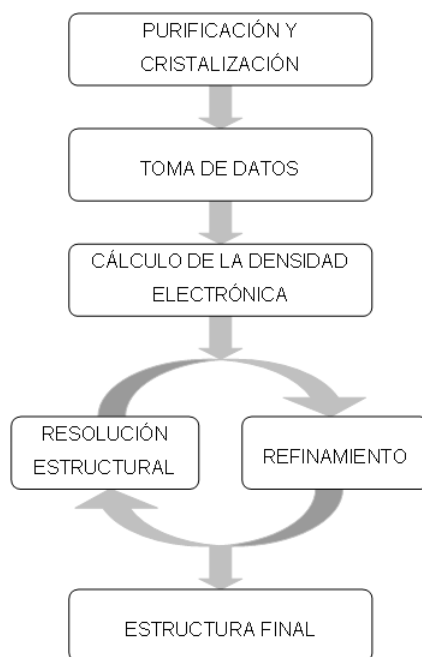 PURIFICACIÓN Y
CRISTALIZACIÓN
TOMA DE DATOS
CÁLCULO DE LA DENSIDAD
ELECTRÓNICA
RESOLUCIÓN
ESTRUCTURAL
REFINAMIENTO
ESTRUCTURA FINAL